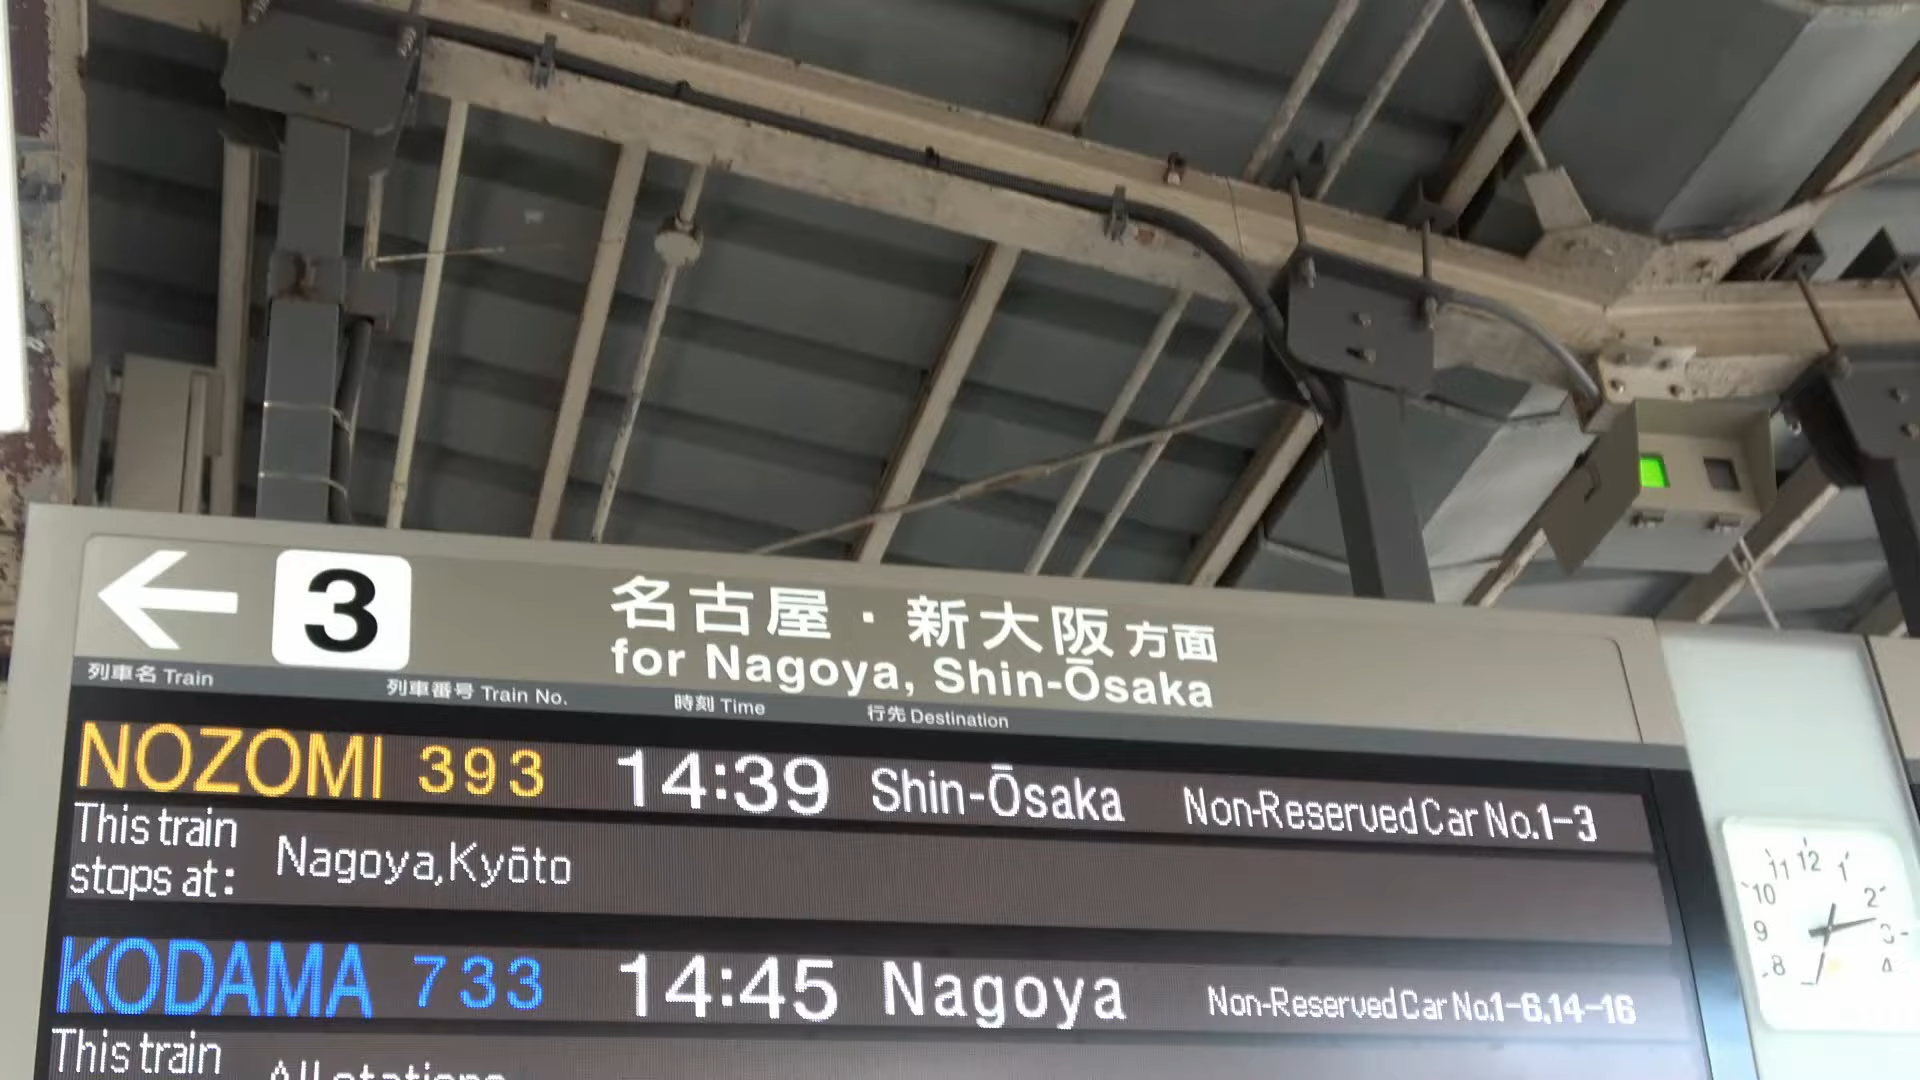 3 名古屋・新大阪方面
for Nagoya, Shin-Ōsaka
列車名 Train 列車番号 Train No. 時刻 Time 行先 Destination
NOZOMI 393 14:39 Shin-Ōsaka Non-Reserved Car No.1-3
This train
stops at: Nagoya,Kyōto
KODAMA 733 14:45 Nagoya Non-Reserved Car No.1-6,14-16
This train
All stations
11 12 1
10 2
9 3
8 4